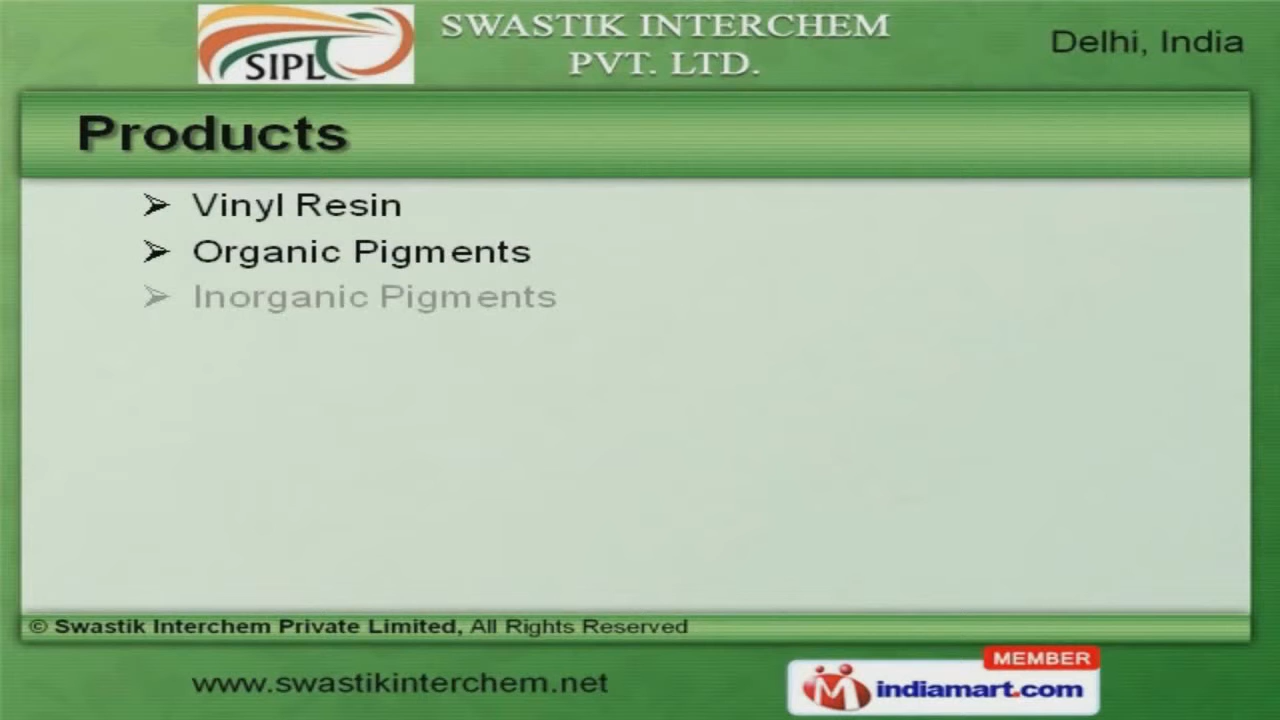 SIPL
SWASTIK INTERCHEM
PVT. LTD.
Delhi, India
Products
➢ Vinyl Resin
➢ Organic Pigments
➢ Inorganic Pigments
© Swastik Interchem Private Limited, All Rights Reserved
www.swastikinterchem.net
MEMBER
indiamart.com